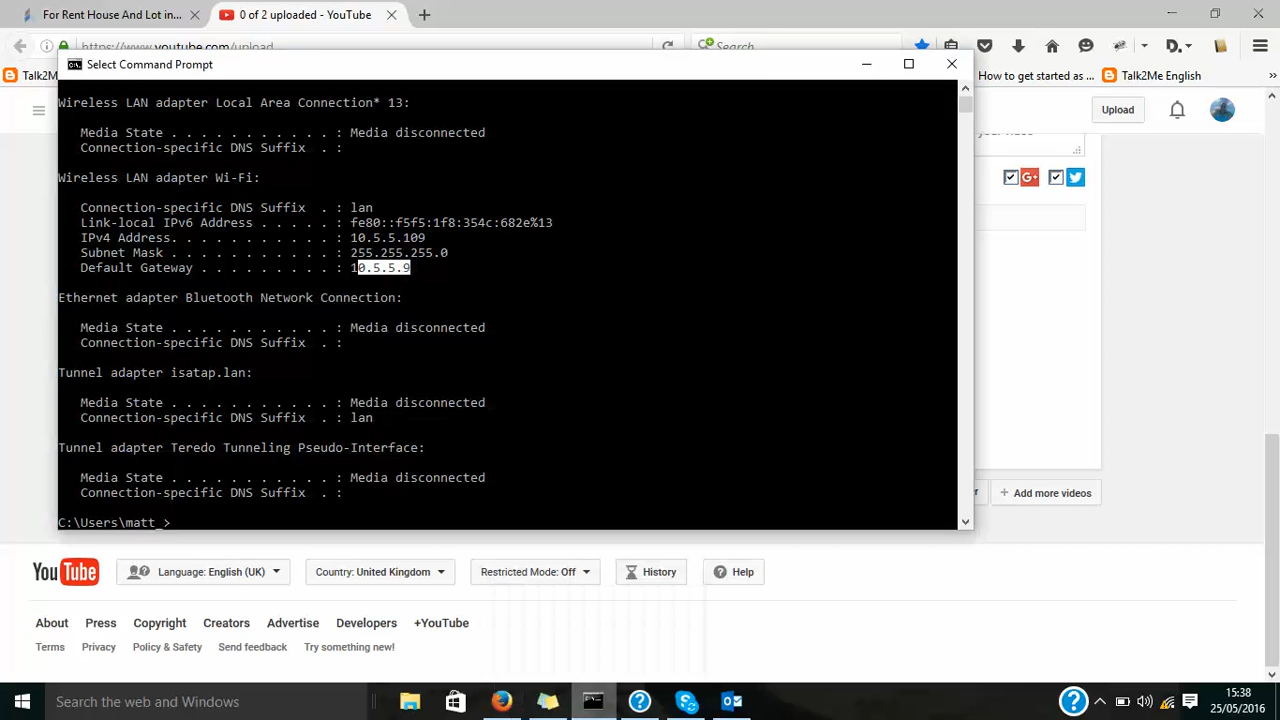 For Rent House And Lot in...
0 of 2 uploaded - YouTube
https://www.youtube.com/upload
Search
D.
Talk2Me
Select Command Prompt
How to get started as ...
Talk2Me English
»
Upload
Wireless LAN adapter Local Area Connection* 13:
Media State . . . . . . . . . . . : Media disconnected
Connection-specific DNS Suffix  . :
Wireless LAN adapter Wi-Fi:
Connection-specific DNS Suffix  . : lan
Link-local IPv6 Address . . . . . : fe80::f5f5:1f8:354c:682e%13
IPv4 Address. . . . . . . . . . . : 10.5.5.109
Subnet Mask . . . . . . . . . . . : 255.255.255.0
Default Gateway . . . . . . . . . : 10.5.5.9
Ethernet adapter Bluetooth Network Connection:
Media State . . . . . . . . . . . : Media disconnected
Connection-specific DNS Suffix  . :
Tunnel adapter isatap.lan:
Media State . . . . . . . . . . . : Media disconnected
Connection-specific DNS Suffix  . : lan
Tunnel adapter Teredo Tunneling Pseudo-Interface:
Media State . . . . . . . . . . . : Media disconnected
Connection-specific DNS Suffix  . :
C:\Users\matt_>
G+
+ Add more videos
YouTube
Language: English (UK)
Country: United Kingdom
Restricted Mode: Off
History
Help
About Press Copyright Creators Advertise Developers +YouTube
Terms Privacy Policy & Safety Send feedback Try something new!
Search the web and Windows
15:38
25/05/2016